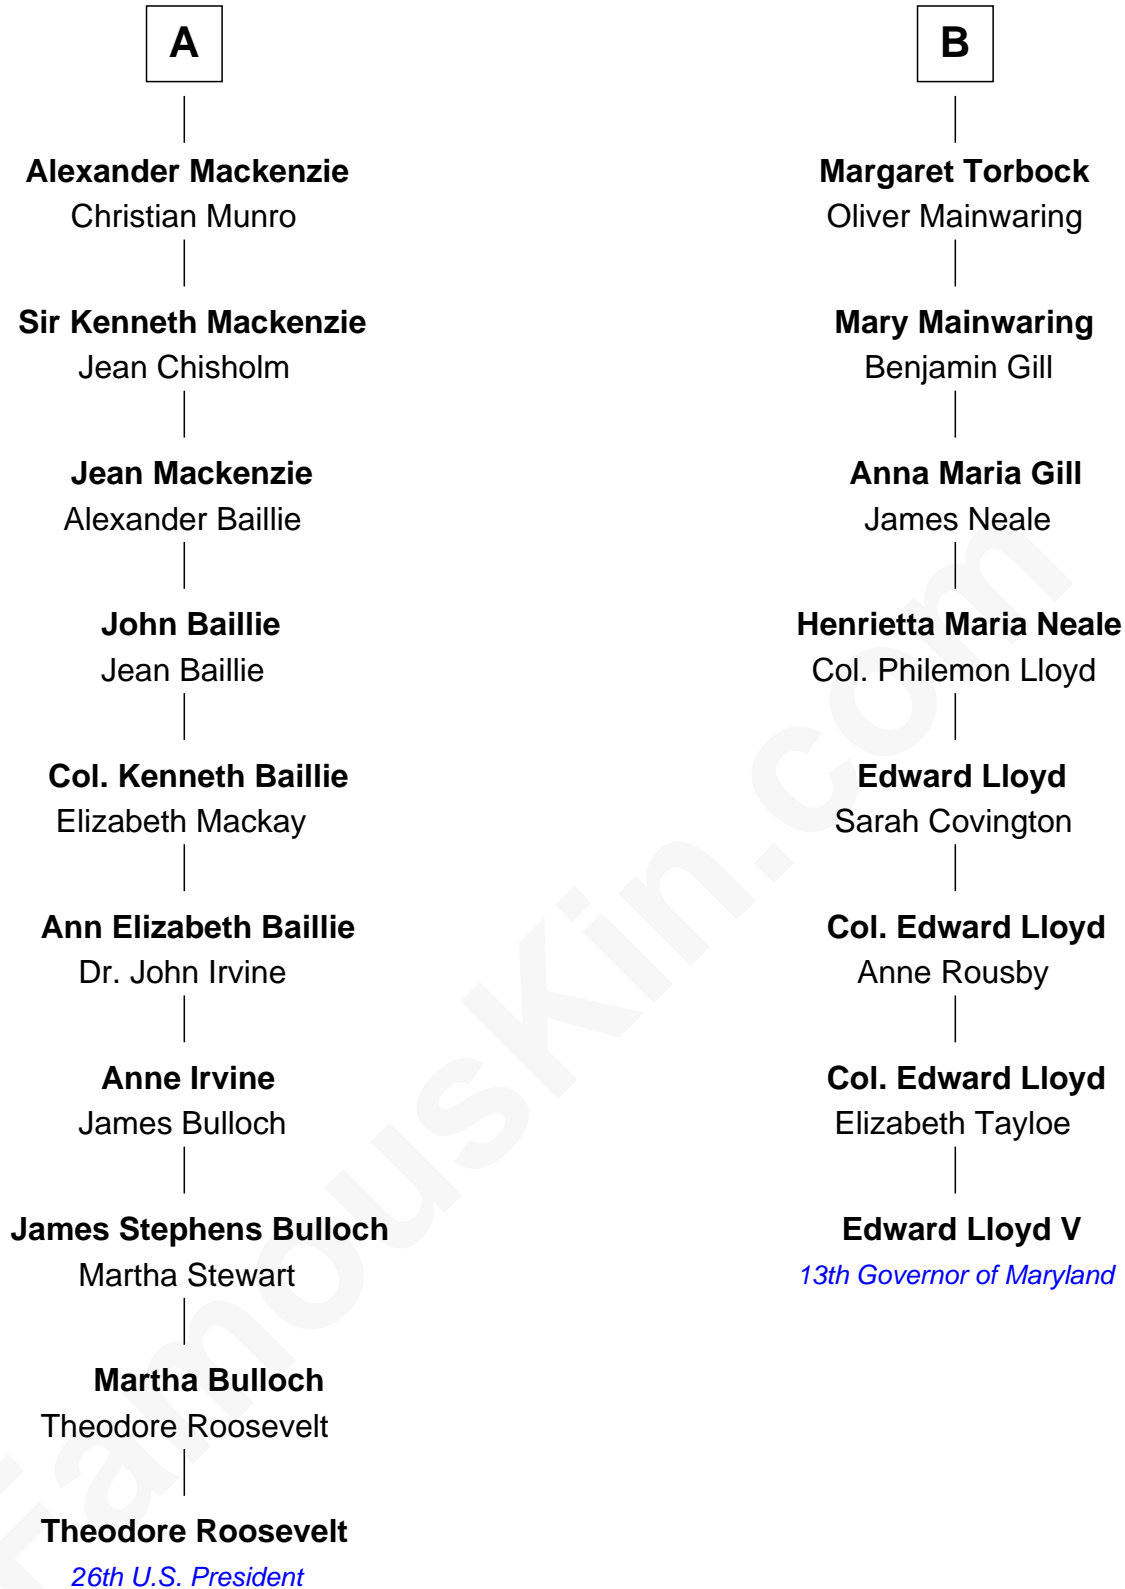 A
Alexander Mackenzie
Christian Munro
Sir Kenneth Mackenzie
Jean Chisholm
Jean Mackenzie
Alexander Baillie
John Baillie
Jean Baillie
Col. Kenneth Baillie
Elizabeth Mackay
Ann Elizabeth Baillie
Dr. John Irvine
Anne Irvine
James Bulloch
James Stephens Bulloch
Martha Stewart
Martha Bulloch
Theodore Roosevelt
Theodore Roosevelt
26th U.S. President
B
Margaret Torbock
Oliver Mainwaring
Mary Mainwaring
Benjamin Gill
Anna Maria Gill
James Neale
Henrietta Maria Neale
Col. Philemon Lloyd
Edward Lloyd
Sarah Covington
Col. Edward Lloyd
Anne Rousby
Col. Edward Lloyd
Elizabeth Tayloe
Edward Lloyd V
13th Governor of Maryland
FamousKin.com